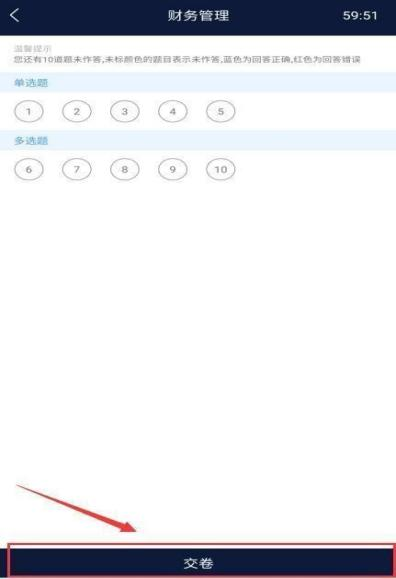 财务管理 59:51
温馨提示
您还有10道题未作答,未标颜色的题目表示未作答,蓝色为回答正确,红色为回答错误
单选题
1 2 3 4 5
多选题
6 7 8 9 10
交卷